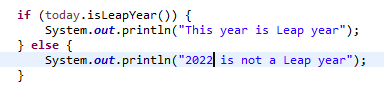 if (today.isLeapYear()) {
    System.out.println("This year is Leap year");
} else {
    System.out.println("2022 is not a Leap year");
}